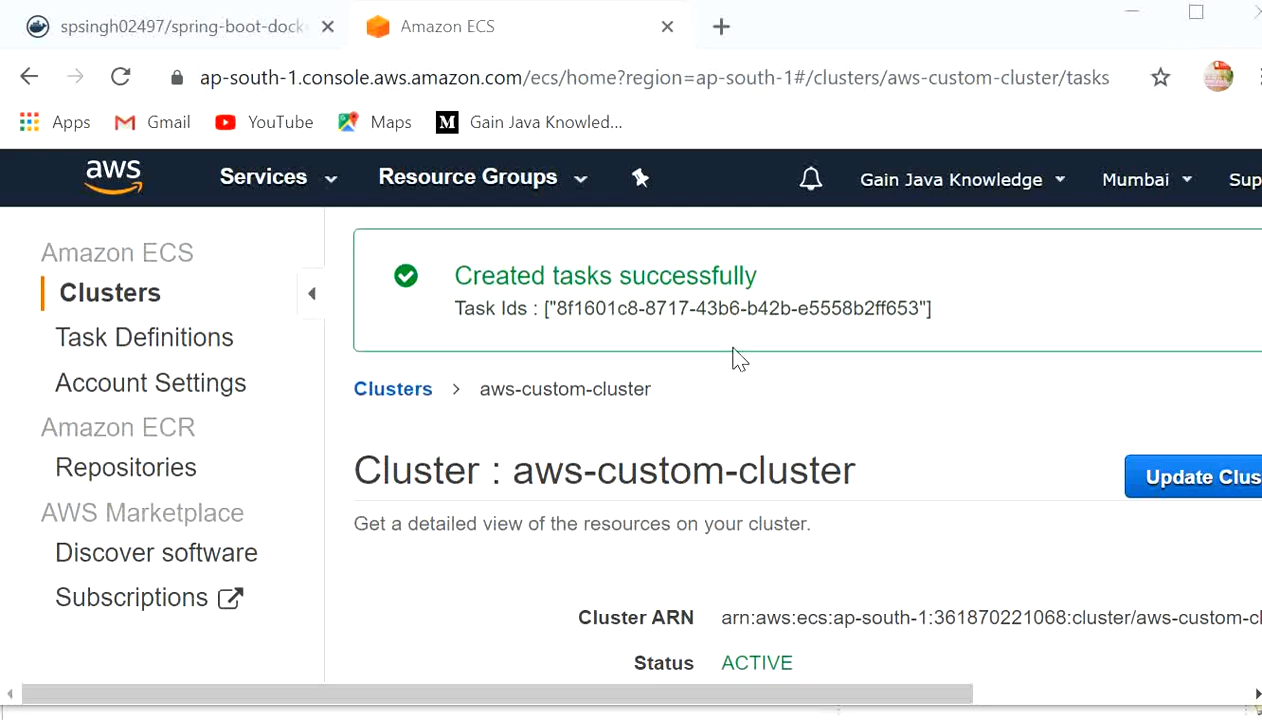 spsingh02497/spring-boot-dock
Amazon ECS
ap-south-1.console.aws.amazon.com/ecs/home?region=ap-south-1#/clusters/aws-custom-cluster/tasks
Apps Gmail YouTube Maps M Gain Java Knowled...
aws Services Resource Groups Gain Java Knowledge Mumbai Sup
Amazon ECS
Clusters
Task Definitions
Account Settings
Amazon ECR
Repositories
AWS Marketplace
Discover software
Subscriptions
Created tasks successfully
Task Ids : ["8f1601c8-8717-43b6-b42b-e5558b2ff653"]
Clusters > aws-custom-cluster
Cluster : aws-custom-cluster
Update Clus
Get a detailed view of the resources on your cluster.
Cluster ARN arn:aws:ecs:ap-south-1:361870221068:cluster/aws-custom-cl
Status ACTIVE